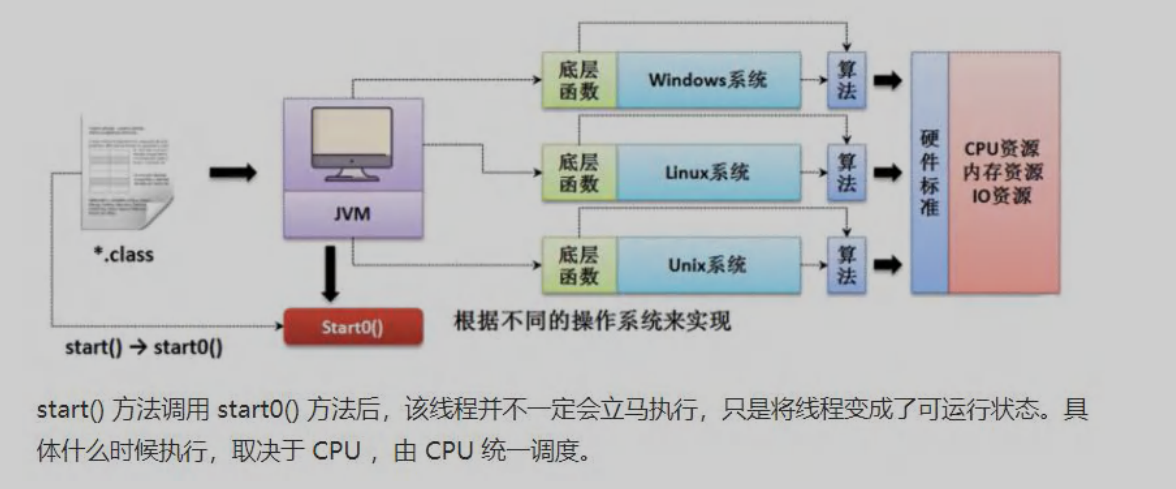 底层
函数
Windows系统
算
法
底层
函数
Linux系统
算
法
底层
函数
Unix系统
算
法
硬
件
标
准
CPU资源
内存资源
IO资源
JVM
*.class
Start0()
根据不同的操作系统来实现
start() → start0()
start() 方法调用 start0() 方法后，该线程并不一定会立马执行，只是将线程变成了可运行状态。具
体什么时候执行，取决于 CPU ，由 CPU 统一调度。